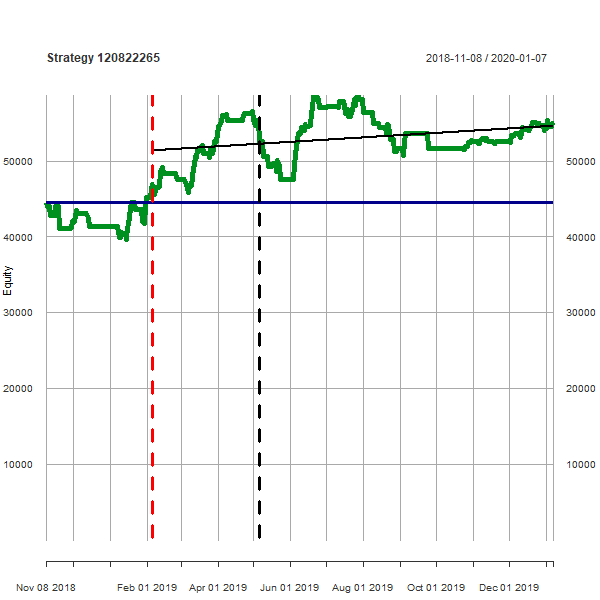 Strategy 120822265
2018-11-08 / 2020-01-07
50000 50000
40000 40000
Equity
30000 30000
20000 20000
10000 10000
Nov 08 2018 Feb 01 2019 Apr 01 2019 Jun 01 2019 Aug 01 2019 Oct 01 2019 Dec 01 2019